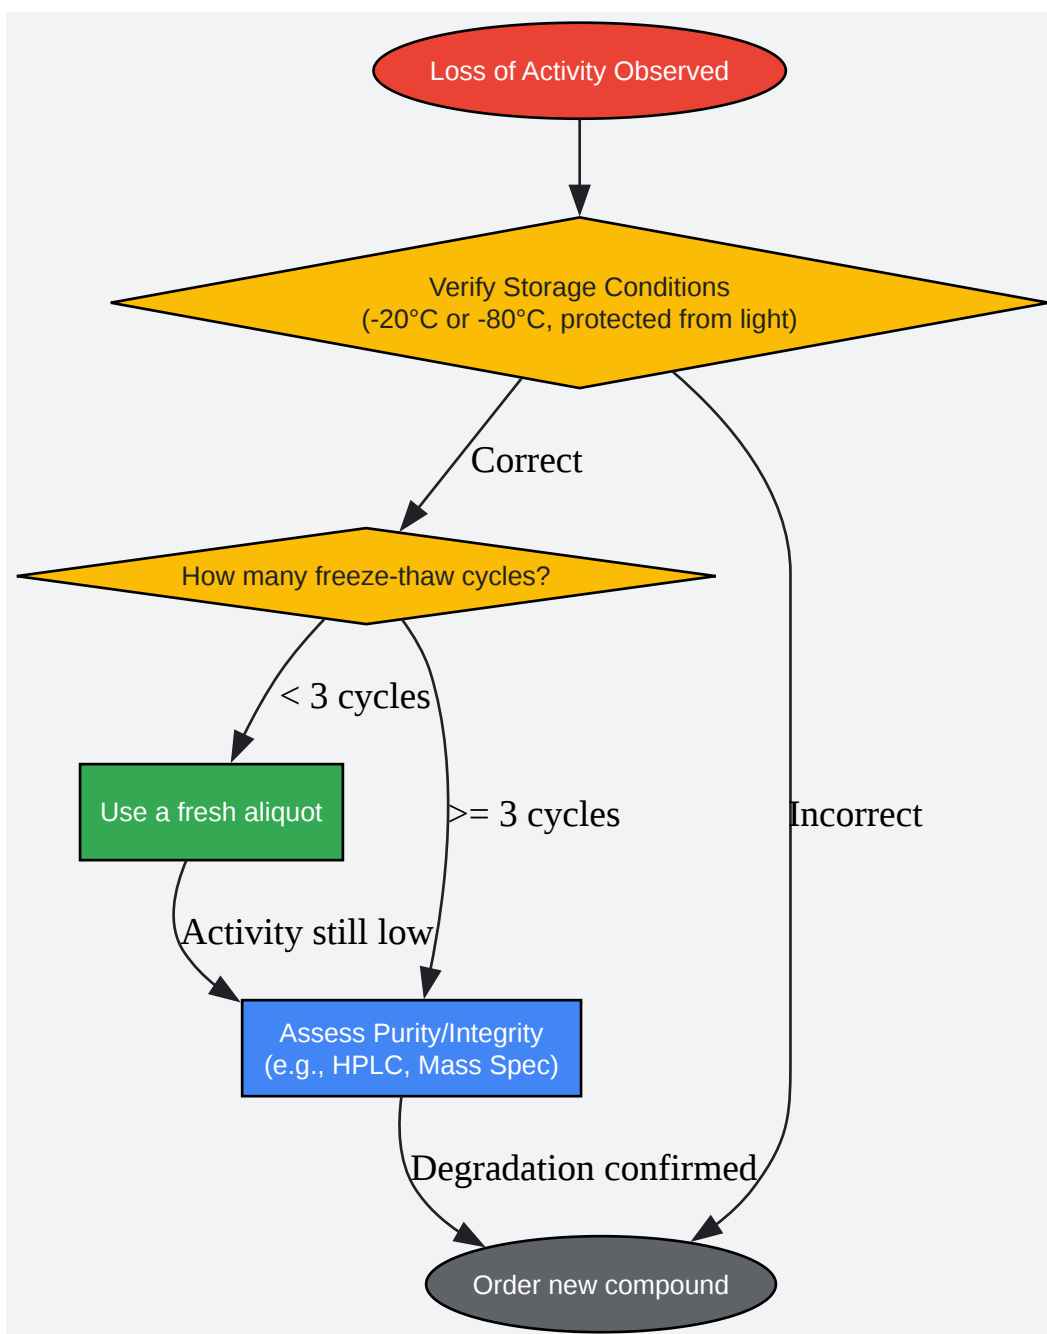 Loss of Activity Observed
Verify Storage Conditions
(-20°C or -80°C, protected from light)
Correct
How many freeze-thaw cycles?
< 3 cycles
Use a fresh aliquot
>= 3 cycles
Incorrect
Activity still low
Assess Purity/Integrity
(e.g., HPLC, Mass Spec)
Degradation confirmed
Order new compound